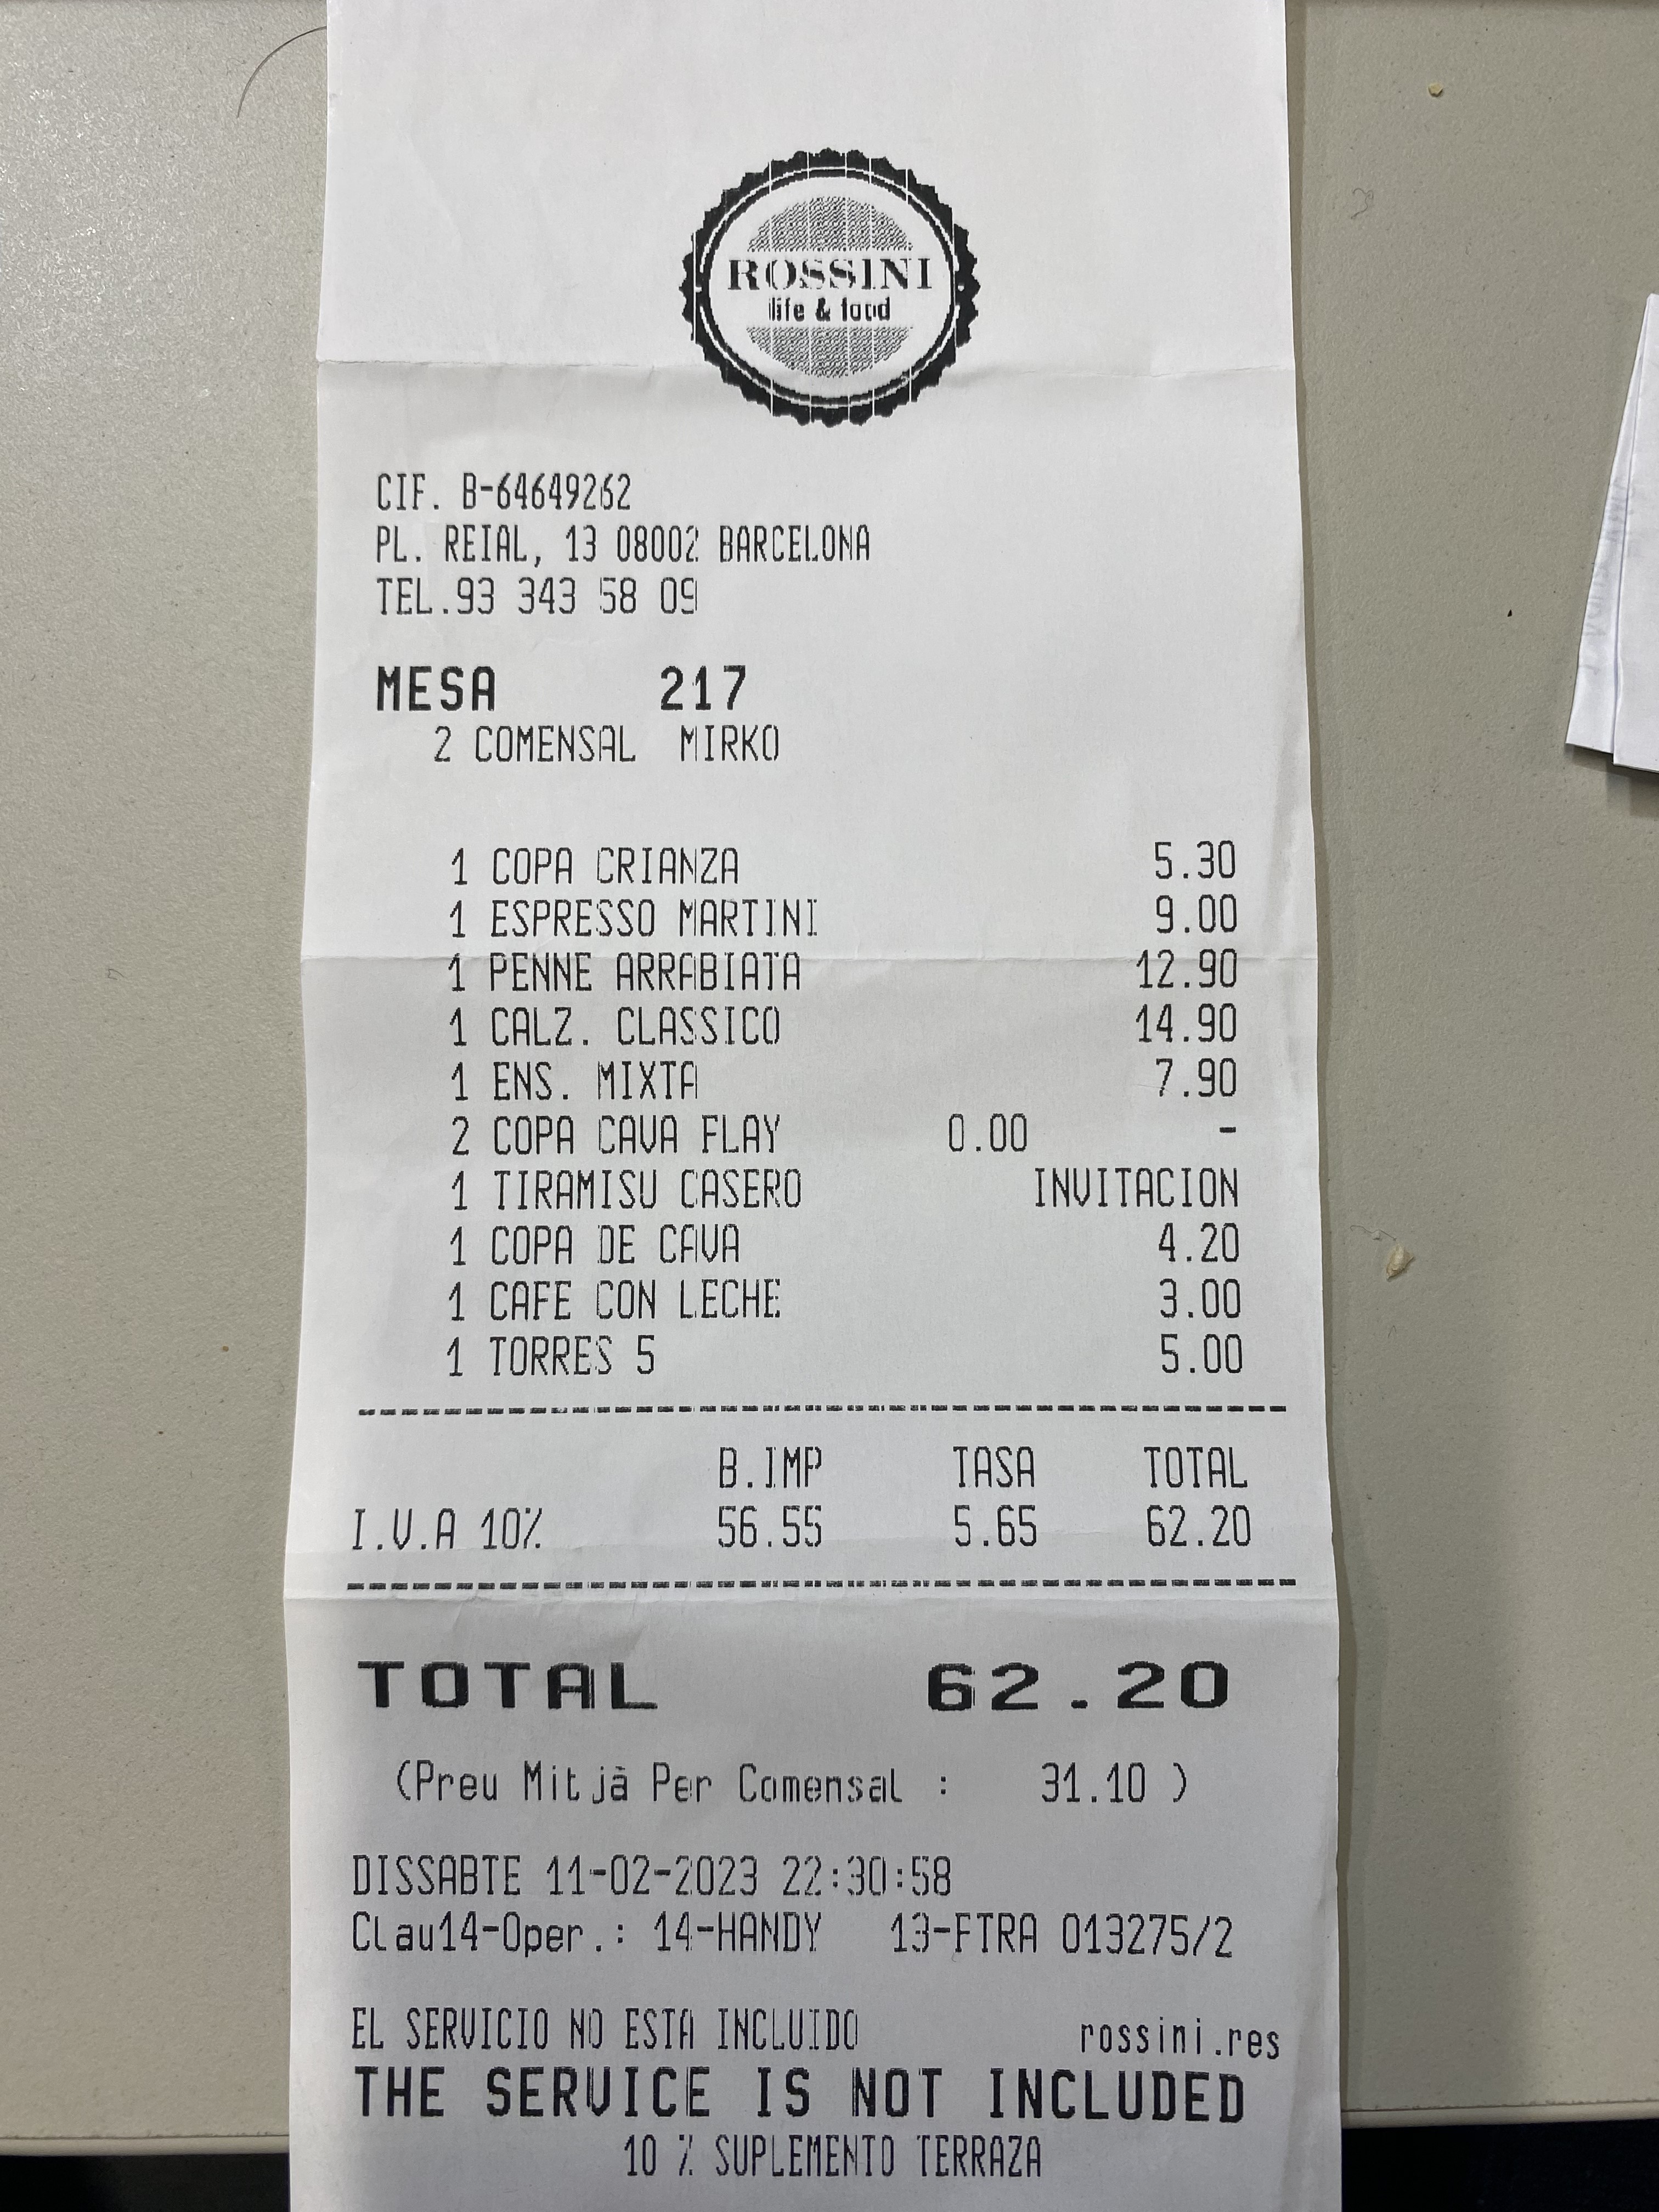 ROSSINI
life & food
CIF. B-64649262
PL. REIAL, 13 08002 BARCELONA
TEL.93 343 58 09
MESA 217
2 COMENSAL MIRKO
1 COPA CRIANZA 5.30
1 ESPRESSO MARTINI 9.00
1 PENNE ARRABIATA 12.90
1 CALZ. CLASSICO 14.90
1 ENS. MIXTA 7.90
2 COPA CAVA FLAY 0.00 -
1 TIRAMISU CASERO INVITACION
1 COPA DE CAVA 4.20
1 CAFE CON LECHE 3.00
1 TORRES 5 5.00
B.IMP TASA TOTAL
I.V.A 10% 56.55 5.65 62.20
TOTAL 62.20
(Preu Mitjà Per Comensal : 31.10 )
DISSABTE 11-02-2023 22:30:58
Clau14-Oper.: 14-HANDY 13-FTRA 013275/2
EL SERVICIO NO ESTA INCLUIDO rossini.res
THE SERVICE IS NOT INCLUDED
10 % SUPLEMENTO TERRAZA